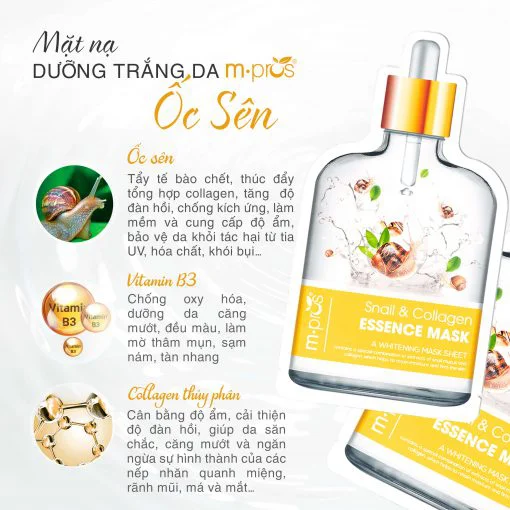 Mặt nạ
DƯỠNG TRẮNG DA m·pros®
Ốc Sên
Ốc sên
Tẩy tế bào chết, thúc đẩy
tổng hợp collagen, tăng độ
đàn hồi, chống kích ứng, làm
mềm và cung cấp độ ẩm,
bảo vệ da khỏi tác hại từ tia
UV, hóa chất, khói bụi...
Vitamin B3
B3
Vitamin
B3
Chống oxy hóa,
dưỡng da căng
mướt, đều màu, làm
mờ thâm mụn, sạm
nám, tàn nhang
Collagen thủy phân
Cân bằng độ ẩm, cải thiện
độ đàn hồi, giúp da săn
chắc, căng mướt và ngăn
ngừa sự hình thành của các
nếp nhăn quanh miệng,
rãnh mũi, má và mắt...
m·pros®
Snail & Collagen
ESSENCE MASK
A WHITENING MASK SHEET
Snail & Co
ESSENCE MASK
A WHITENING MASK SHEET